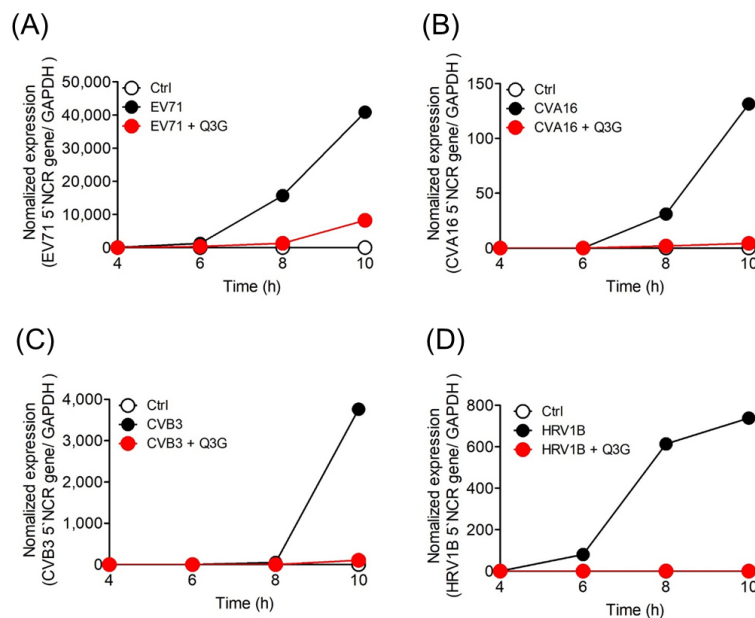 (A)
Nomalized expression
(EV71 5'NCR gene/ GAPDH )
50,000
40,000
30,000
20,000
10,000
0
Ctrl
EV71
EV71 + Q3G
4 6 8 10
Time (h)
(B)
Nomalized expression
(CVA16 5'NCR gene/ GAPDH )
150
100
50
0
Ctrl
CVA16
CVA16 + Q3G
4 6 8 10
Time (h)
(C)
Nomalized expression
(CVB3 5'NCR gene/ GAPDH )
4,000
3,000
2,000
1,000
0
Ctrl
CVB3
CVB3 + Q3G
4 6 8 10
Time (h)
(D)
Nomalized expression
(HRV1B 5'NCR gene/ GAPDH )
800
600
400
200
0
Ctrl
HRV1B
HRV1B + Q3G
4 6 8 10
Time (h)